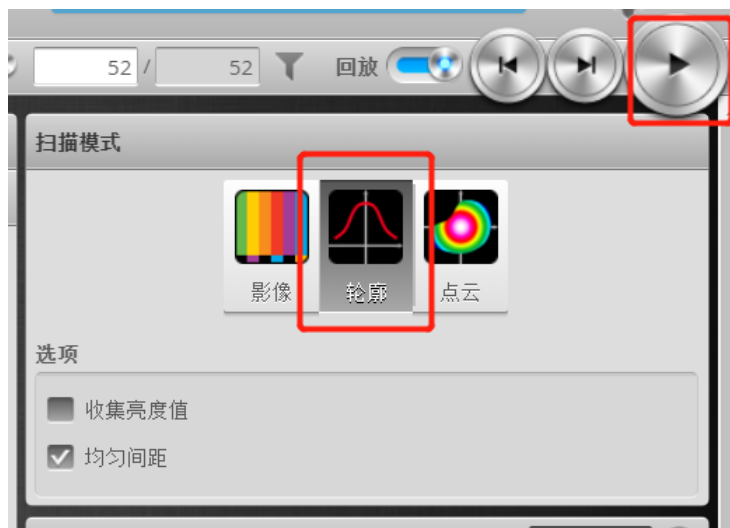 52 / 52 回放
扫描模式
影像 轮廓 点云
选项
收集亮度值
均匀间距